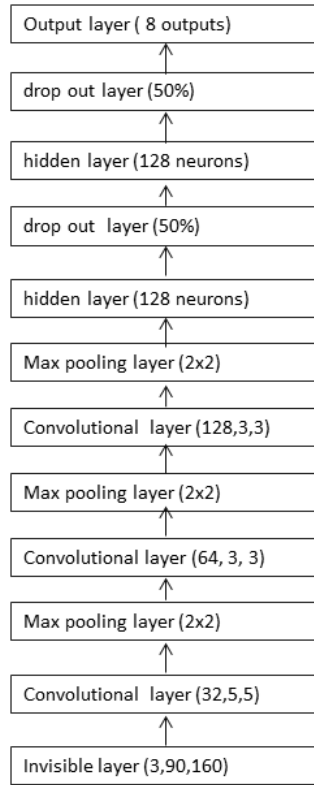 Output layer ( 8 outputs)
drop out layer (50%)
hidden layer (128 neurons)
drop out layer (50%)
hidden layer (128 neurons)
Max pooling layer (2x2)
Convolutional layer (128,3,3)
Max pooling layer (2x2)
Convolutional layer (64, 3, 3)
Max pooling layer (2x2)
Convolutional layer (32,5,5)
Invisible layer (3,90,160)